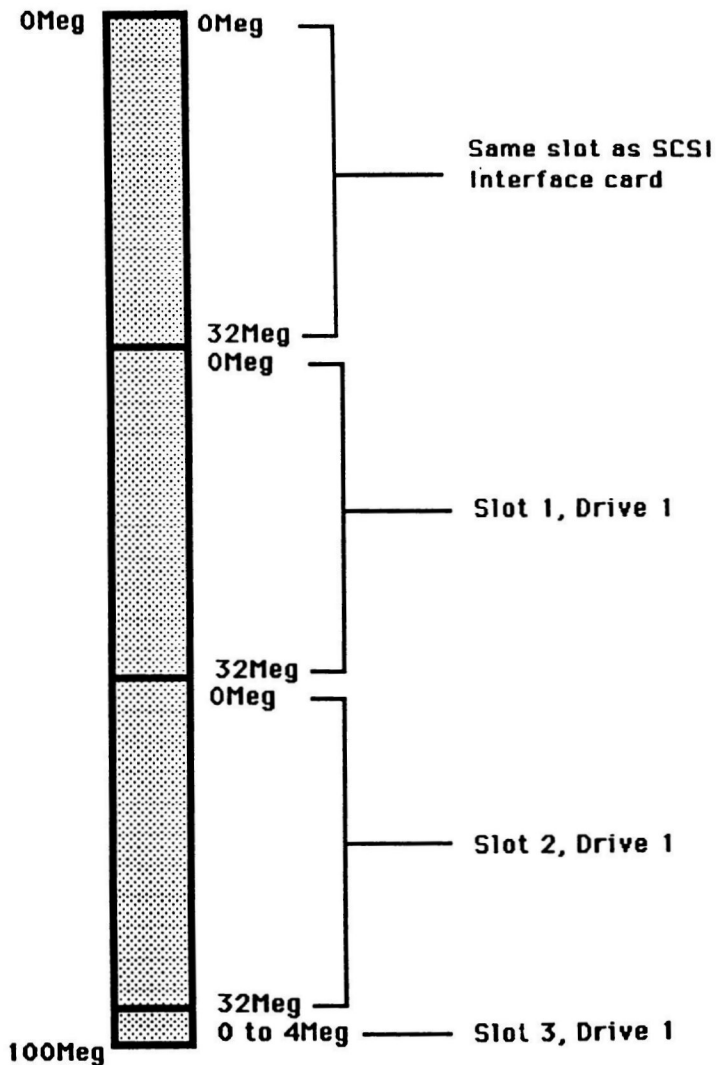 0Meg
0Meg
Same slot as SCSI
Interface card
32Meg
0Meg
Slot 1, Drive 1
32Meg
0Meg
Slot 2, Drive 1
32Meg
0 to 4Meg
Slot 3, Drive 1
100Meg